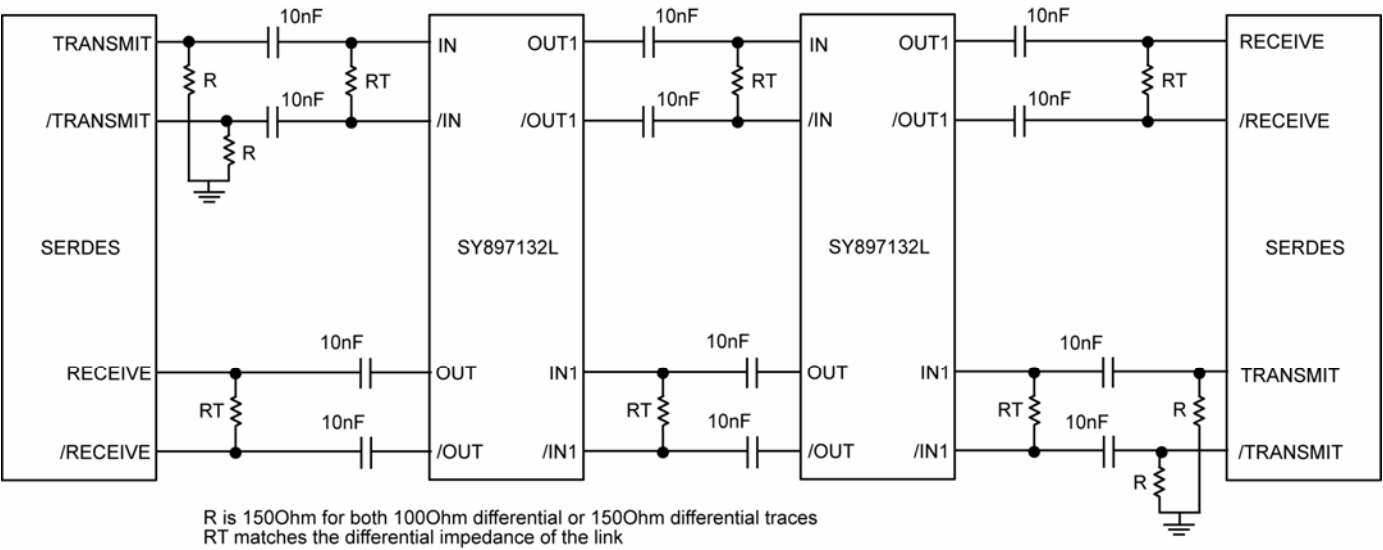 10nF 10nF 10nF
TRANSMIT IN OUT1 IN OUT1 RECEIVE
R RT RT RT
10nF 10nF 10nF
/TRANSMIT /IN /OUT1 /IN /OUT1 /RECEIVE
R
SERDES SY897132L SY897132L SERDES
10nF 10nF 10nF
RECEIVE OUT IN1 OUT IN1 TRANSMIT
RT RT RT R
10nF 10nF 10nF
/RECEIVE /OUT /IN1 /OUT /IN1 /TRANSMIT
R
R is 150Ohm for both 100Ohm differential or 150Ohm differential traces
RT matches the differential impedance of the link